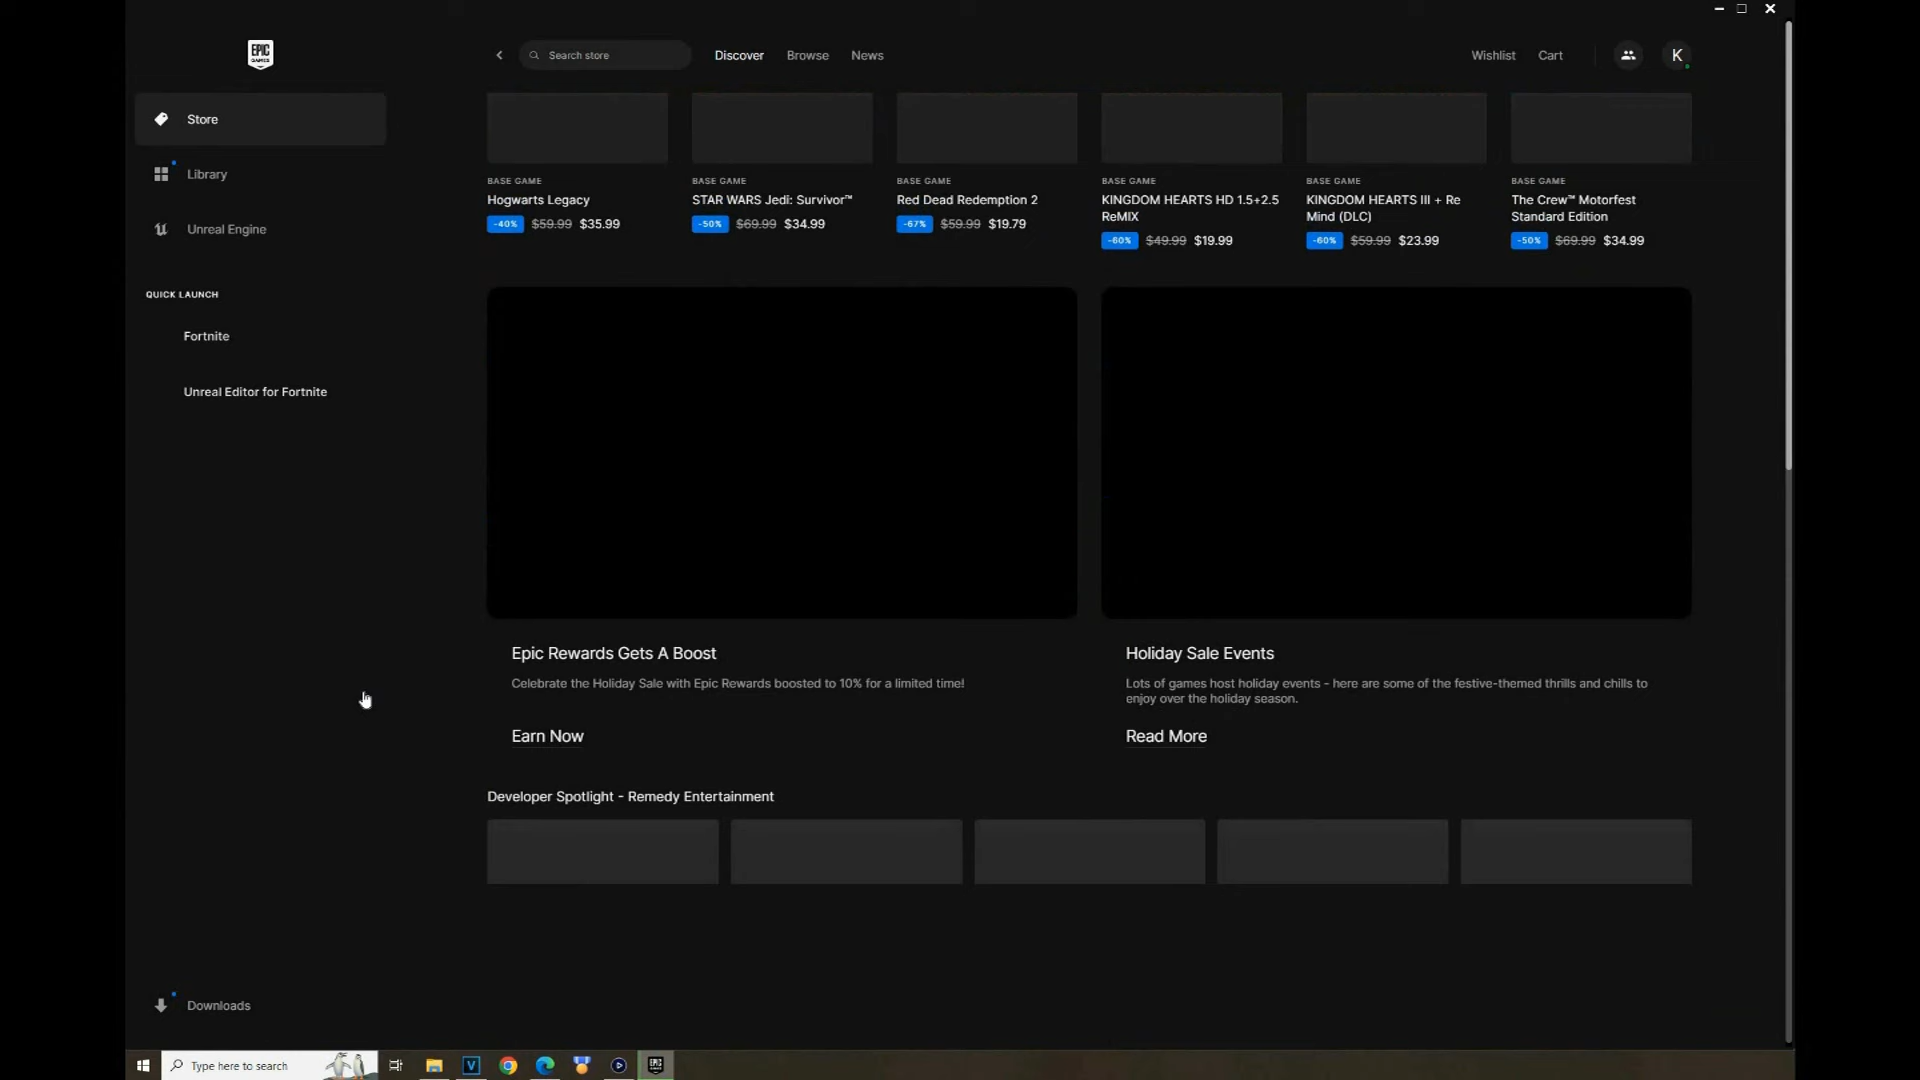 EPIC
GAMES
Search store
Discover
Browse
News
Wishlist
Cart
K
Store
Library
Unreal Engine
QUICK LAUNCH
Fortnite
Unreal Editor for Fortnite
Downloads
BASE GAME
Hogwarts Legacy
-40% $59.99 $35.99
BASE GAME
STAR WARS Jedi: Survivor™
-50% $69.99 $34.99
BASE GAME
Red Dead Redemption 2
-67% $59.99 $19.79
BASE GAME
KINGDOM HEARTS HD 1.5+2.5
ReMIX
-60% $49.99 $19.99
BASE GAME
KINGDOM HEARTS III + Re
Mind (DLC)
-60% $59.99 $23.99
BASE GAME
The Crew™ Motorfest
Standard Edition
-50% $69.99 $34.99
Epic Rewards Gets A Boost
Celebrate the Holiday Sale with Epic Rewards boosted to 10% for a limited time!
Earn Now
Holiday Sale Events
Lots of games host holiday events - here are some of the festive-themed thrills and chills to
enjoy over the holiday season.
Read More
Developer Spotlight - Remedy Entertainment
Type here to search
V
EPIC
GAMES